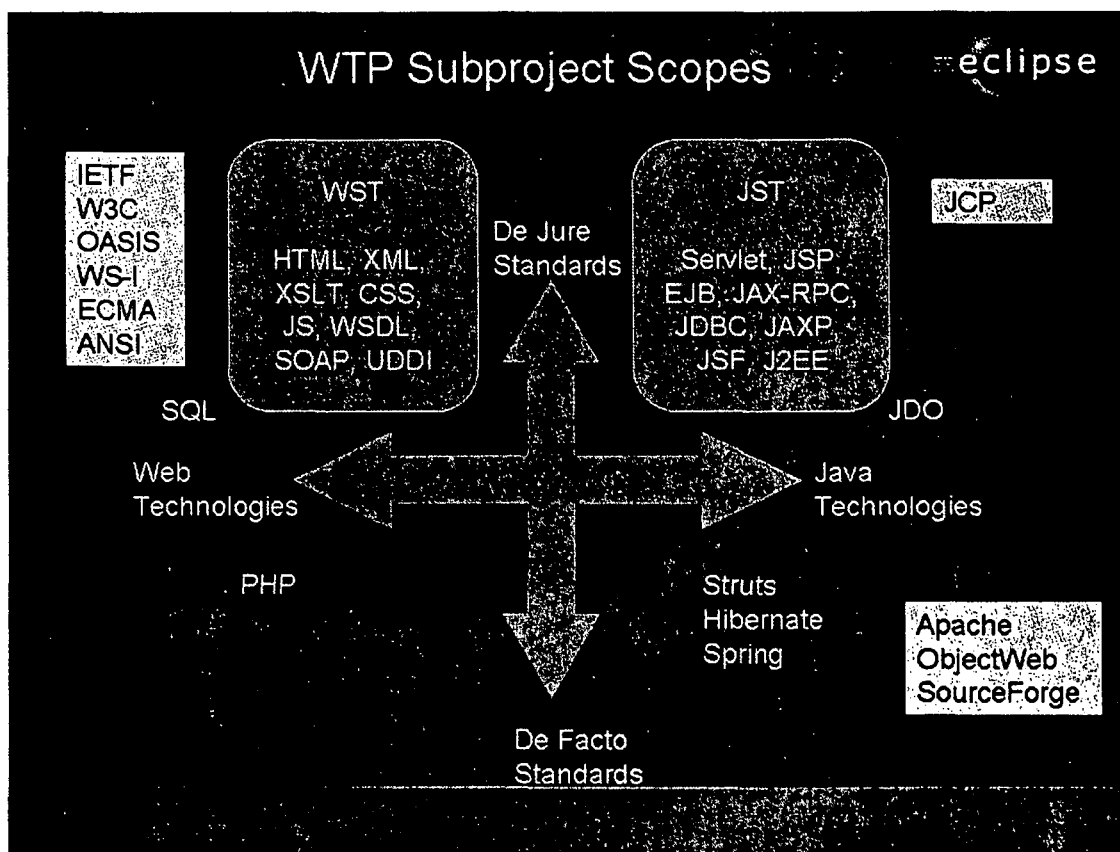 WTP Subproject Scopes
eclipse
IETF
W3C
OASIS
WS-I
ECMA
ANSI
WST
HTML, XML,
XSLT, CSS,
JS, WSDL,
SOAP, UDDI
De Jure
Standards
JST
Servlet, JSP,
EJB, JAX-RPC,
JDBC, JAXP,
JSF, J2EE
JCP
SQL
JDO
Web
Technologies
Java
Technologies
PHP
Struts
Hibernate
Spring
Apache
ObjectWeb
SourceForge
De Facto
Standards